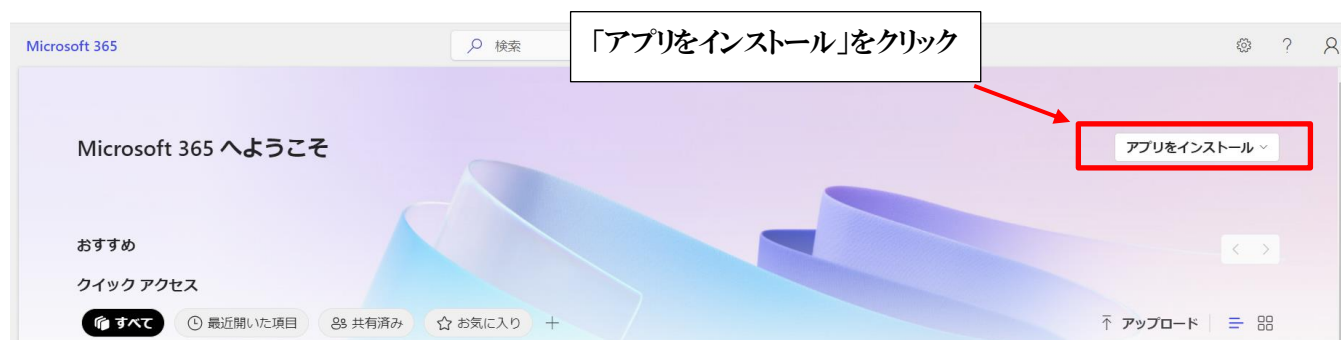 「アプリをインストール」をクリック
Microsoft 365
検索
?
Microsoft 365 へようこそ
アプリをインストール
おすすめ
クイック アクセス
すべて
最近開いた項目
共有済み
お気に入り
アップロード